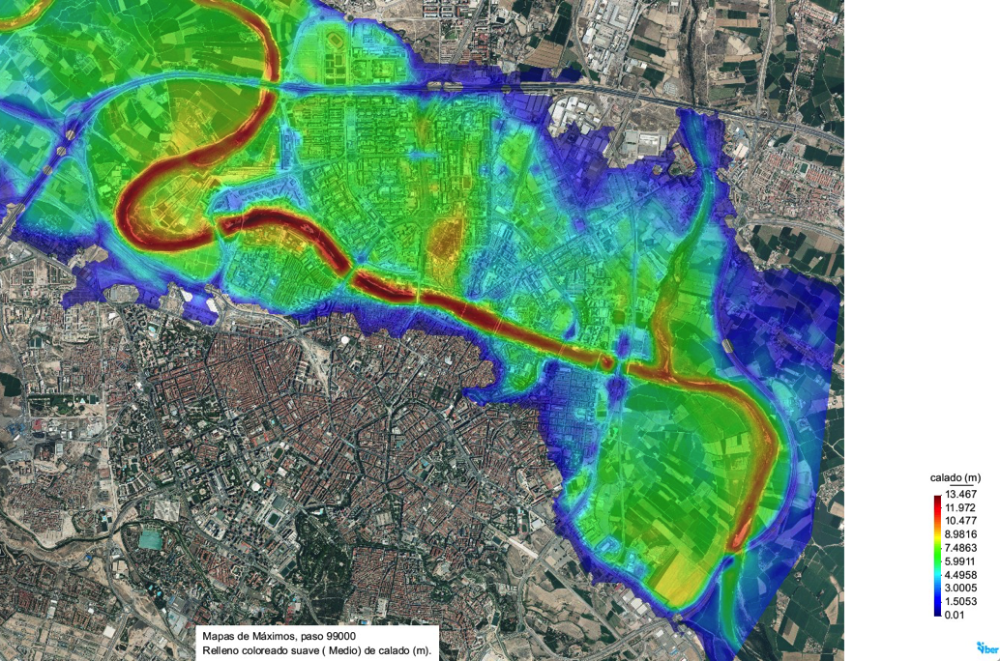 calado (m)
13.467
11.972
10.477
8.9816
7.4863
5.9911
4.4958
3.0005
1.5053
0.01
Mapas de Máximos, paso 99000
Relleno coloreado suave ( Medio) de calado (m).
iber